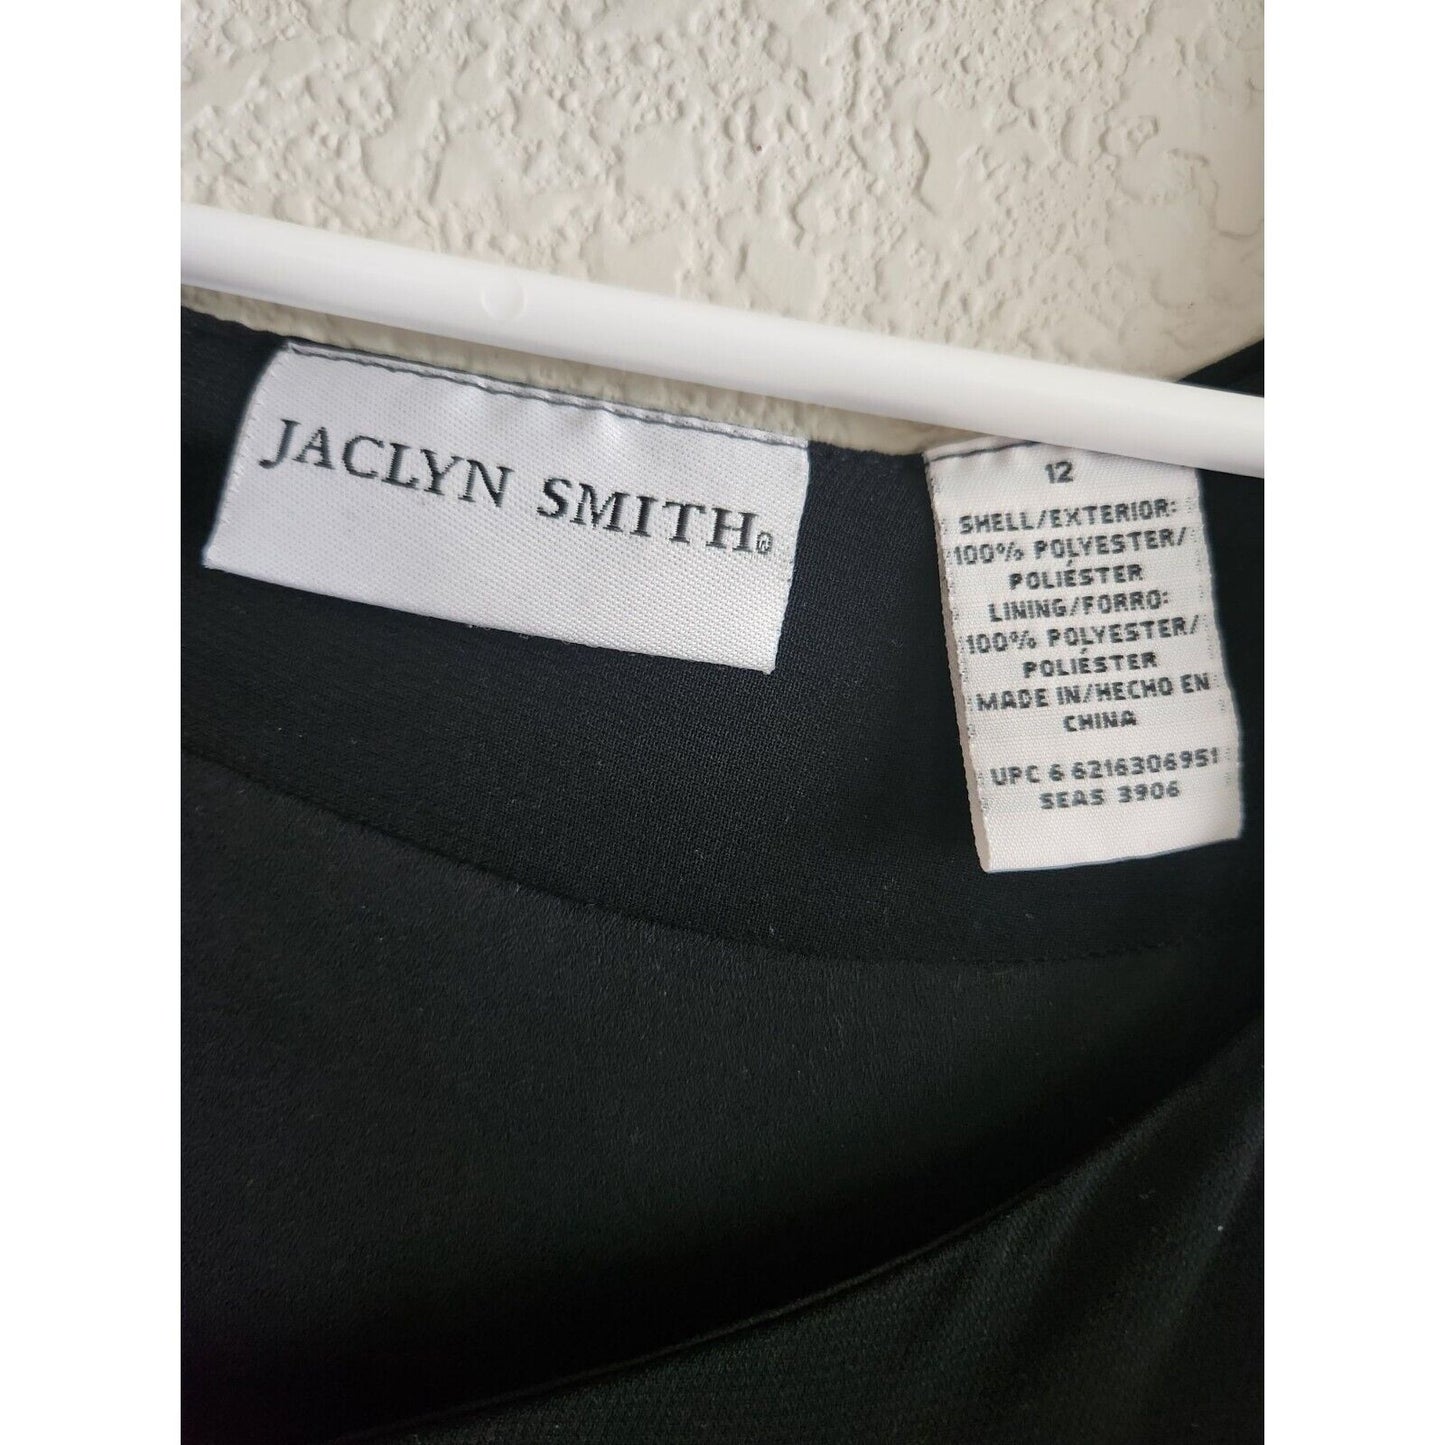 JACLYN SMITH®
12
SHELL/EXTERIOR:
100% POLYESTER/
POLIÉSTER
LINING/FORRO:
100% POLYESTER/
POLIÉSTER
MADE IN/HECHO EN
CHINA
UPC 6 6216306951
SEAS 3906